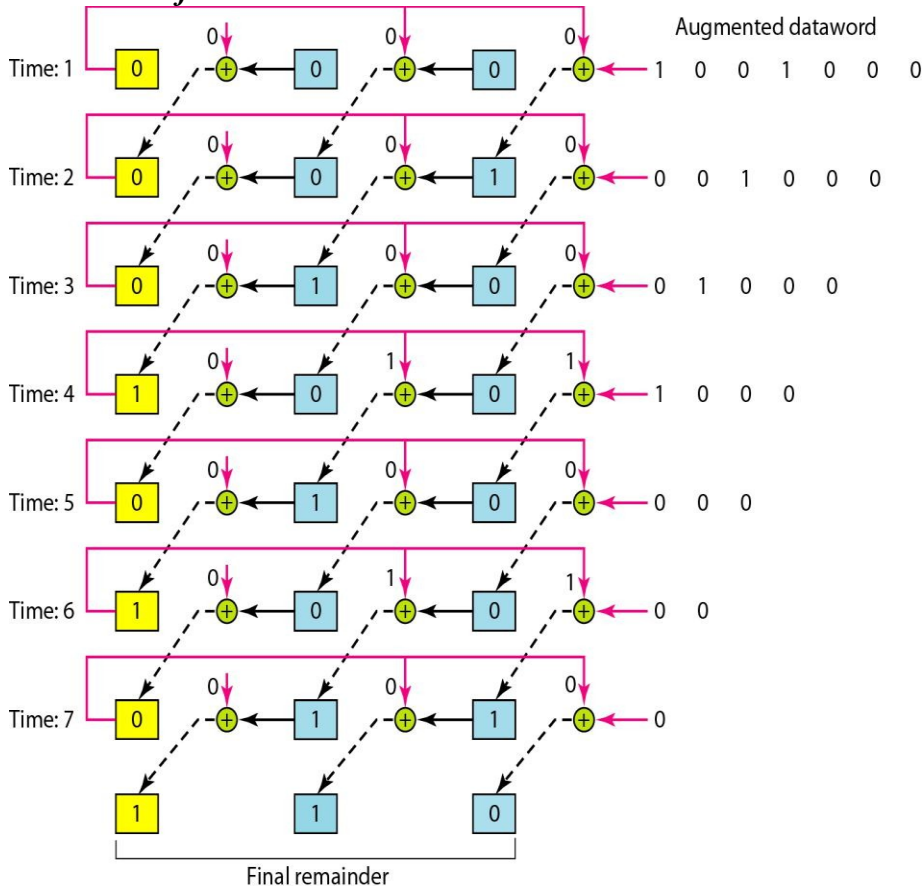 Augmented dataword
0 0 0
Time: 1 0 + 0 + 0 + 1 0 0 1 0 0 0
0 0 0
Time: 2 0 + 0 + 1 + 0 0 1 0 0 0
0 0 0
Time: 3 0 + 1 + 0 + 0 1 0 0 0
0 1 1
Time: 4 1 + 0 + 0 + 1 0 0 0
0 0 0
Time: 5 0 + 1 + 0 + 0 0 0
0 1 1
Time: 6 1 + 0 + 0 + 0 0
0 0 0
Time: 7 0 + 1 + 1 + 0
1 1 0
Final remainder